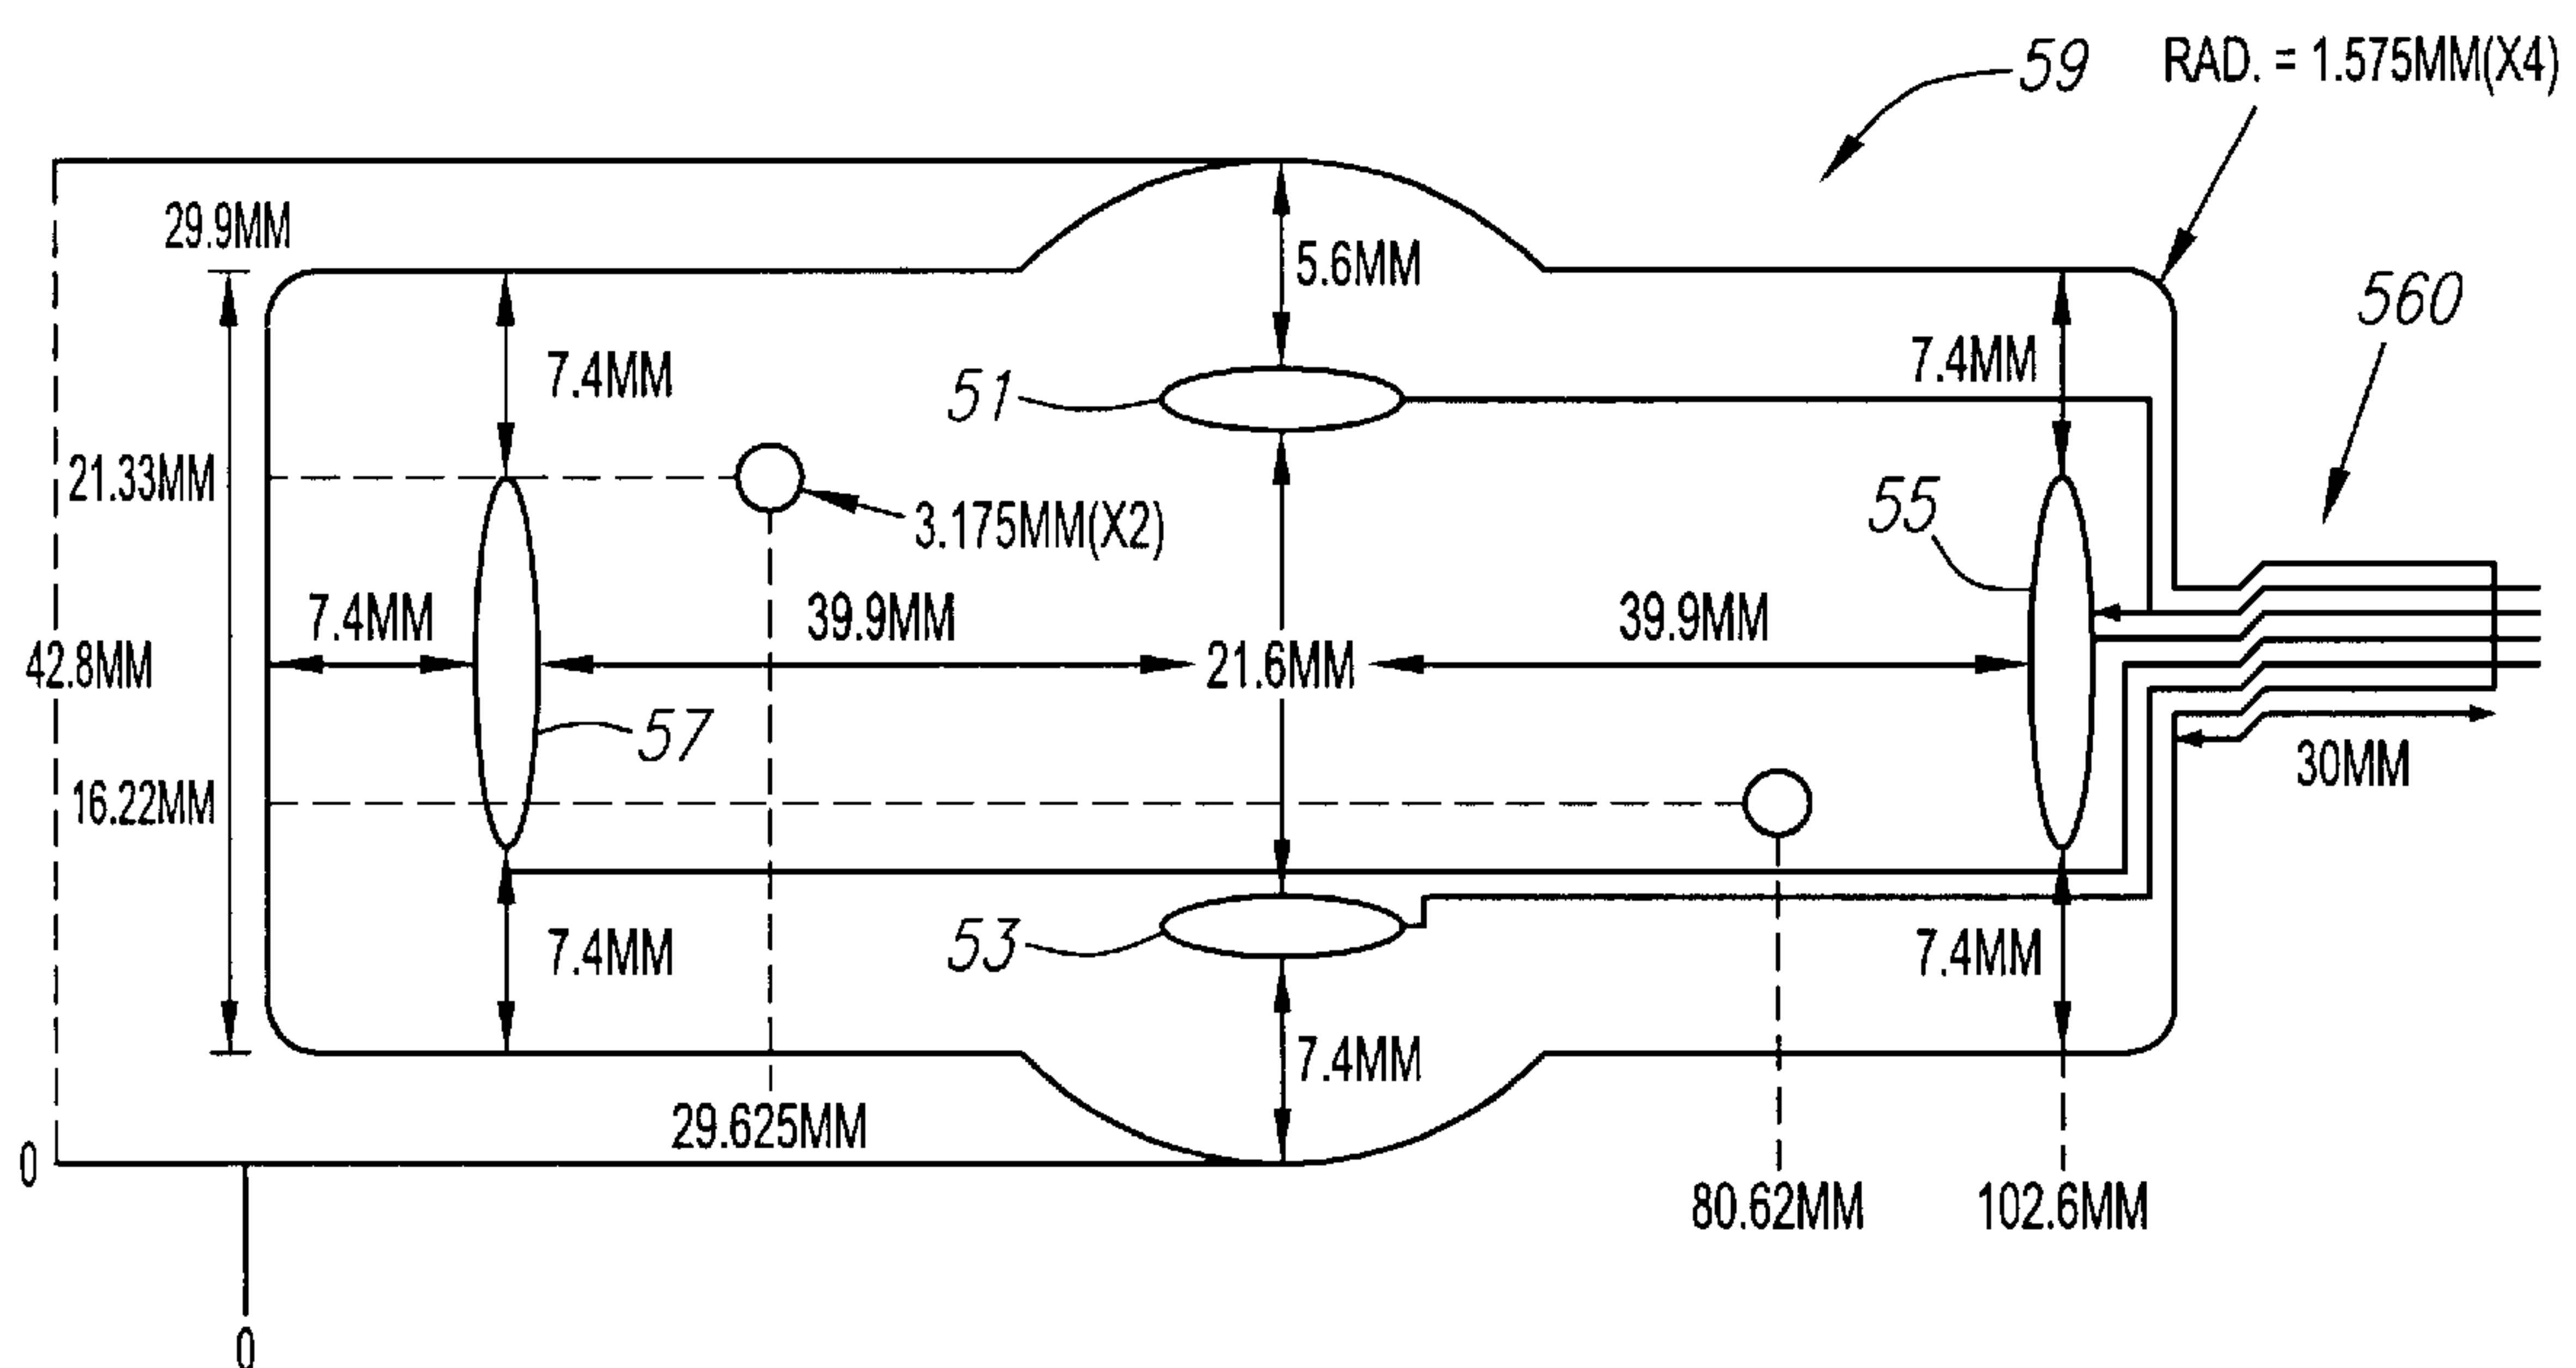 59
RAD. = 1.575MM(X4)
29.9MM
5.6MM
560
7.4MM
7.4MM
51
21.33MM
3.175MM(X2)
55
7.4MM
39.9MM
39.9MM
42.8MM
21.6MM
57
30MM
16.22MM
53
7.4MM
7.4MM
7.4MM
29.625MM
0
80.62MM
102.6MM
0